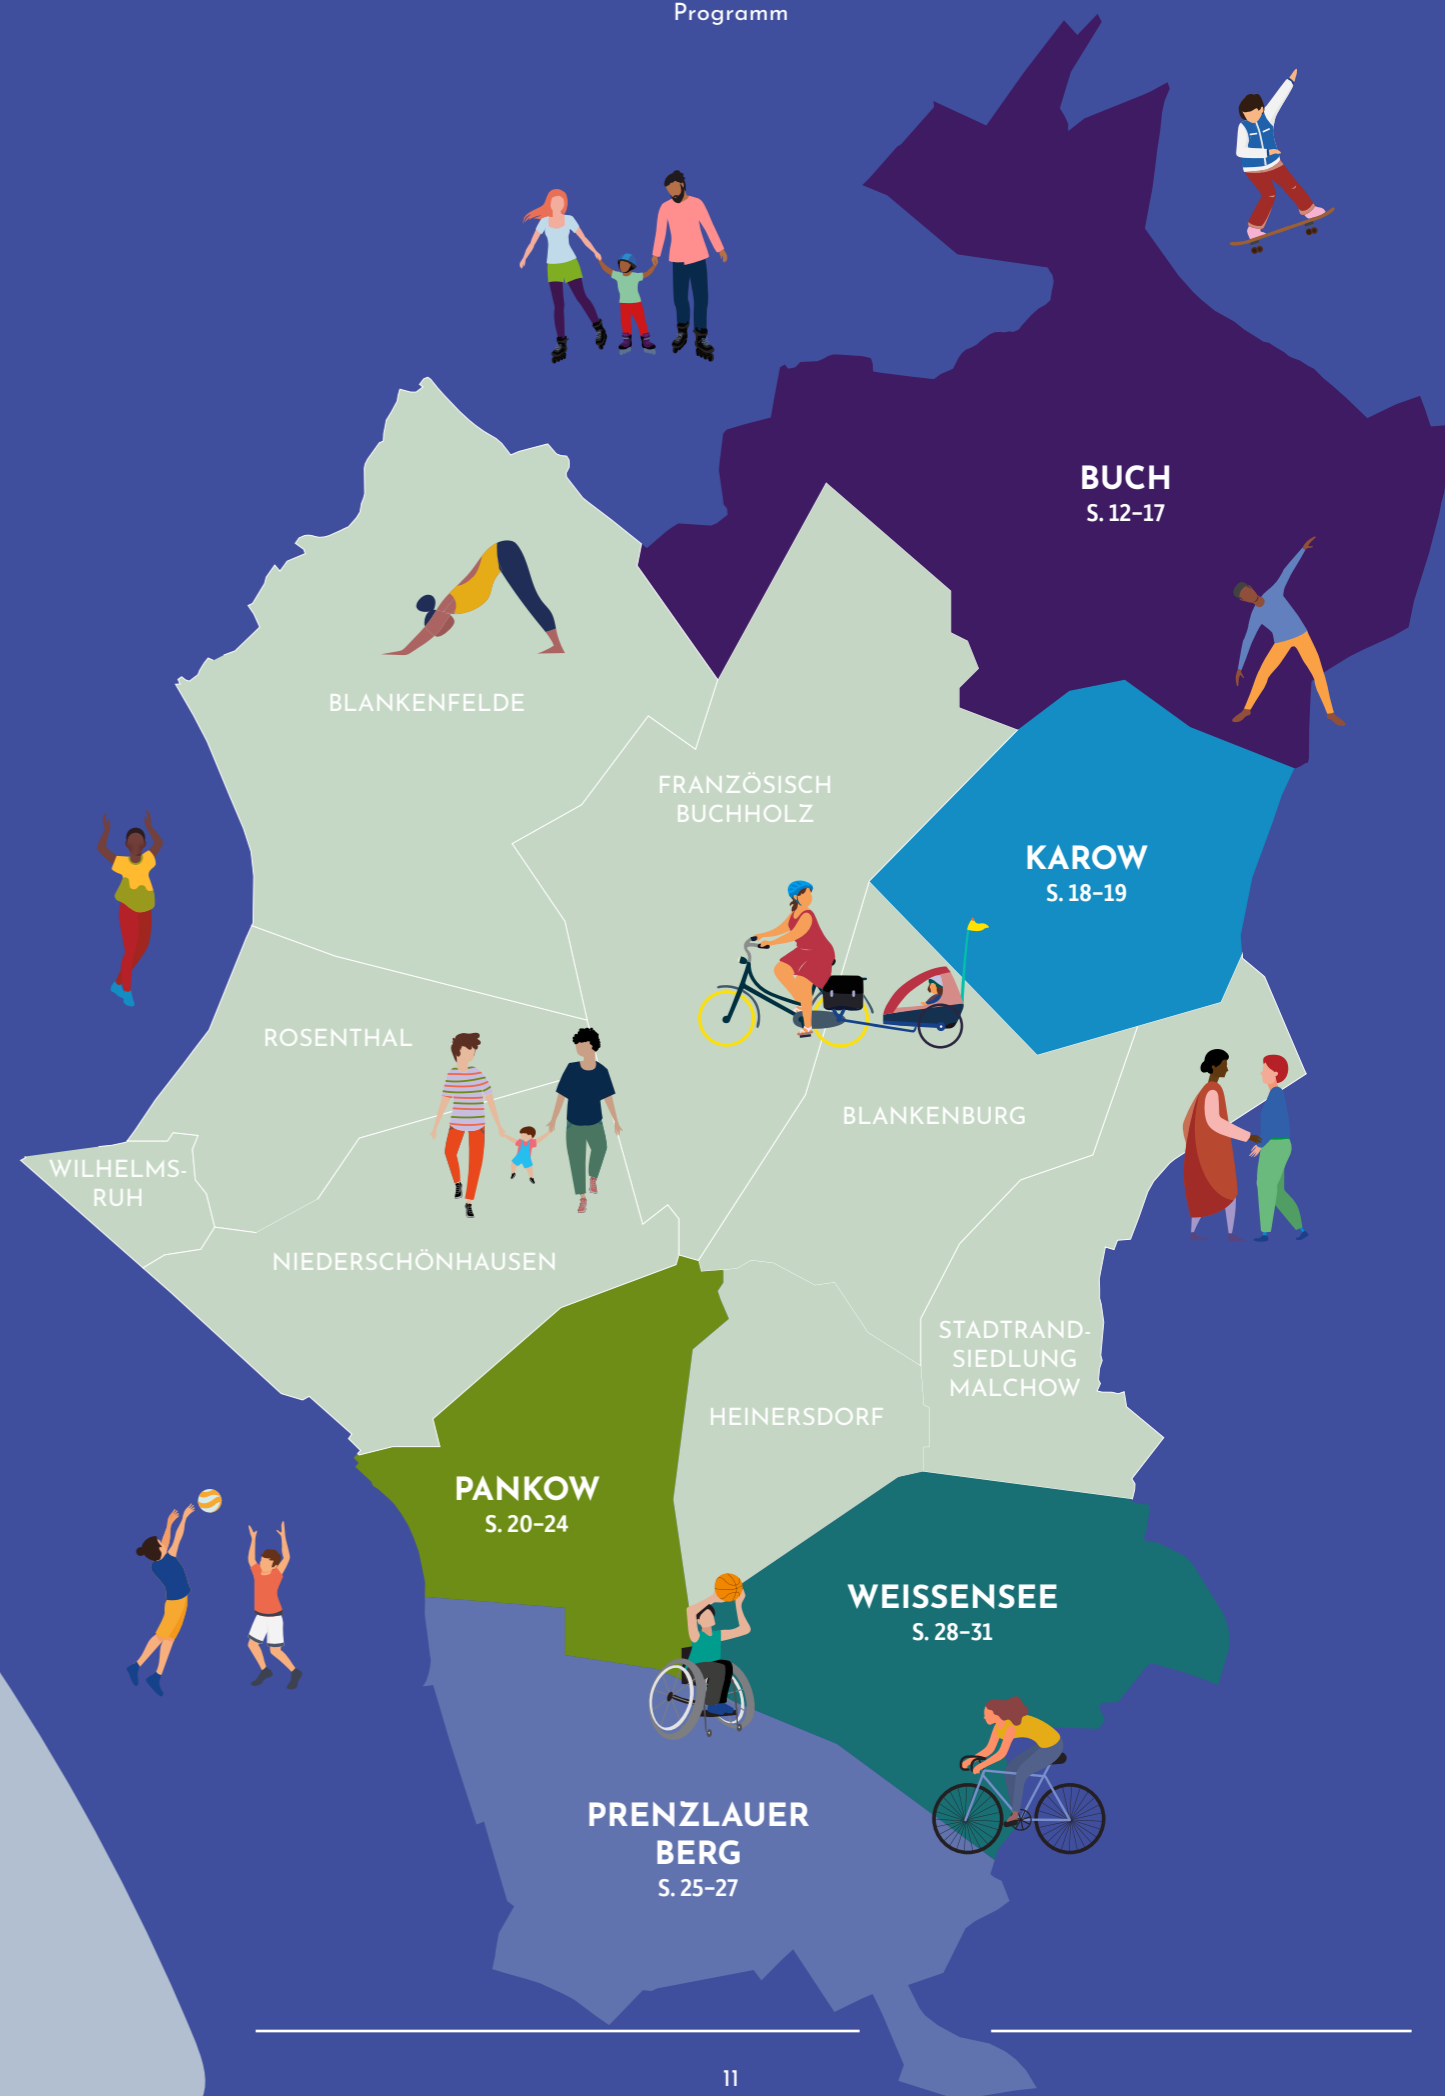 Programm
BUCH
S. 12–17
BLANKENFELDE
FRANZÖSISCH
BUCHHOLZ
KAROW
S. 18–19
ROSENTHAL
BLANKENBURG
WILHELMS-
RUH
NIEDERSCHÖNHAUSEN
STADTRAND-
SIEDLUNG
MALCHOW
HEINERSDORF
PANKOW
S. 20–24
WEISSENSEE
S. 28–31
PRENZLAUER
BERG
S. 25–27
11